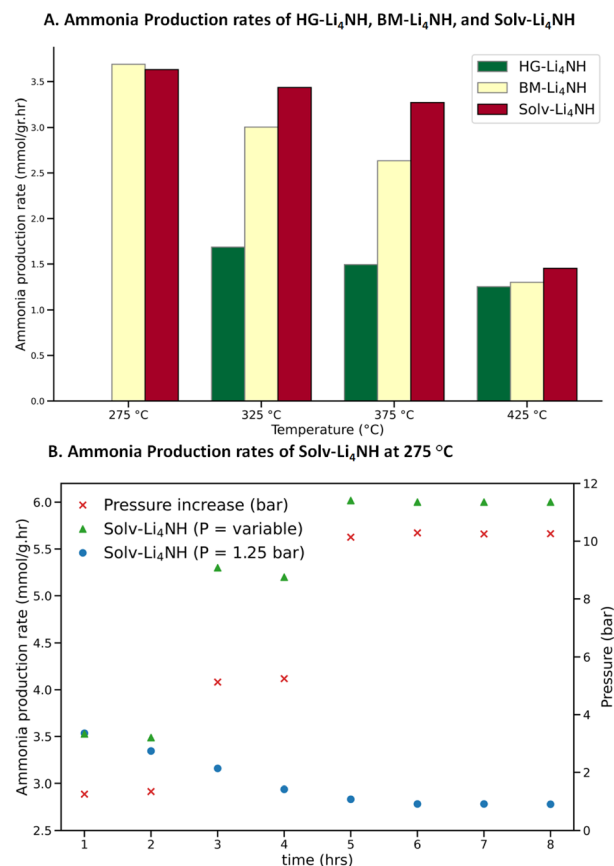 A. Ammonia Production rates of HG-Li₄NH, BM-Li₄NH, and Solv-Li₄NH
HG-Li₄NH
BM-Li₄NH
Solv-Li₄NH
Ammonia production rate (mmol/gr.hr)
3.5
3.0
2.5
2.0
1.5
1.0
0.5
0.0
275 °C
325 °C
375 °C
425 °C
Temperature (°C)
B. Ammonia Production rates of Solv-Li₄NH at 275 °C
Pressure increase (bar)
Solv-Li₄NH (P = variable)
Solv-Li₄NH (P = 1.25 bar)
Ammonia production rate (mmol/gr.hr)
6.0
5.5
5.0
4.5
4.0
3.5
3.0
2.5
12
10
8
6
4
2
0
Pressure (bar)
1 2 3 4 5 6 7 8
time (hrs)